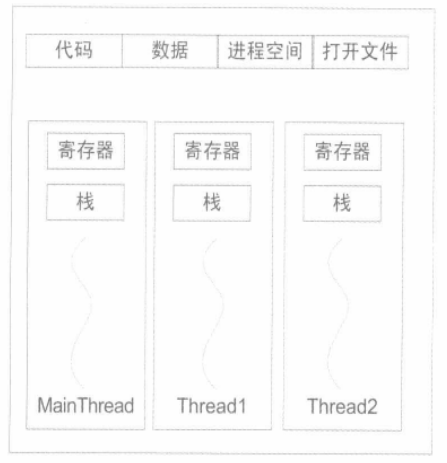 代码 数据 进程空间 打开文件
寄存器 寄存器 寄存器
栈 栈 栈
MainThread Thread1 Thread2